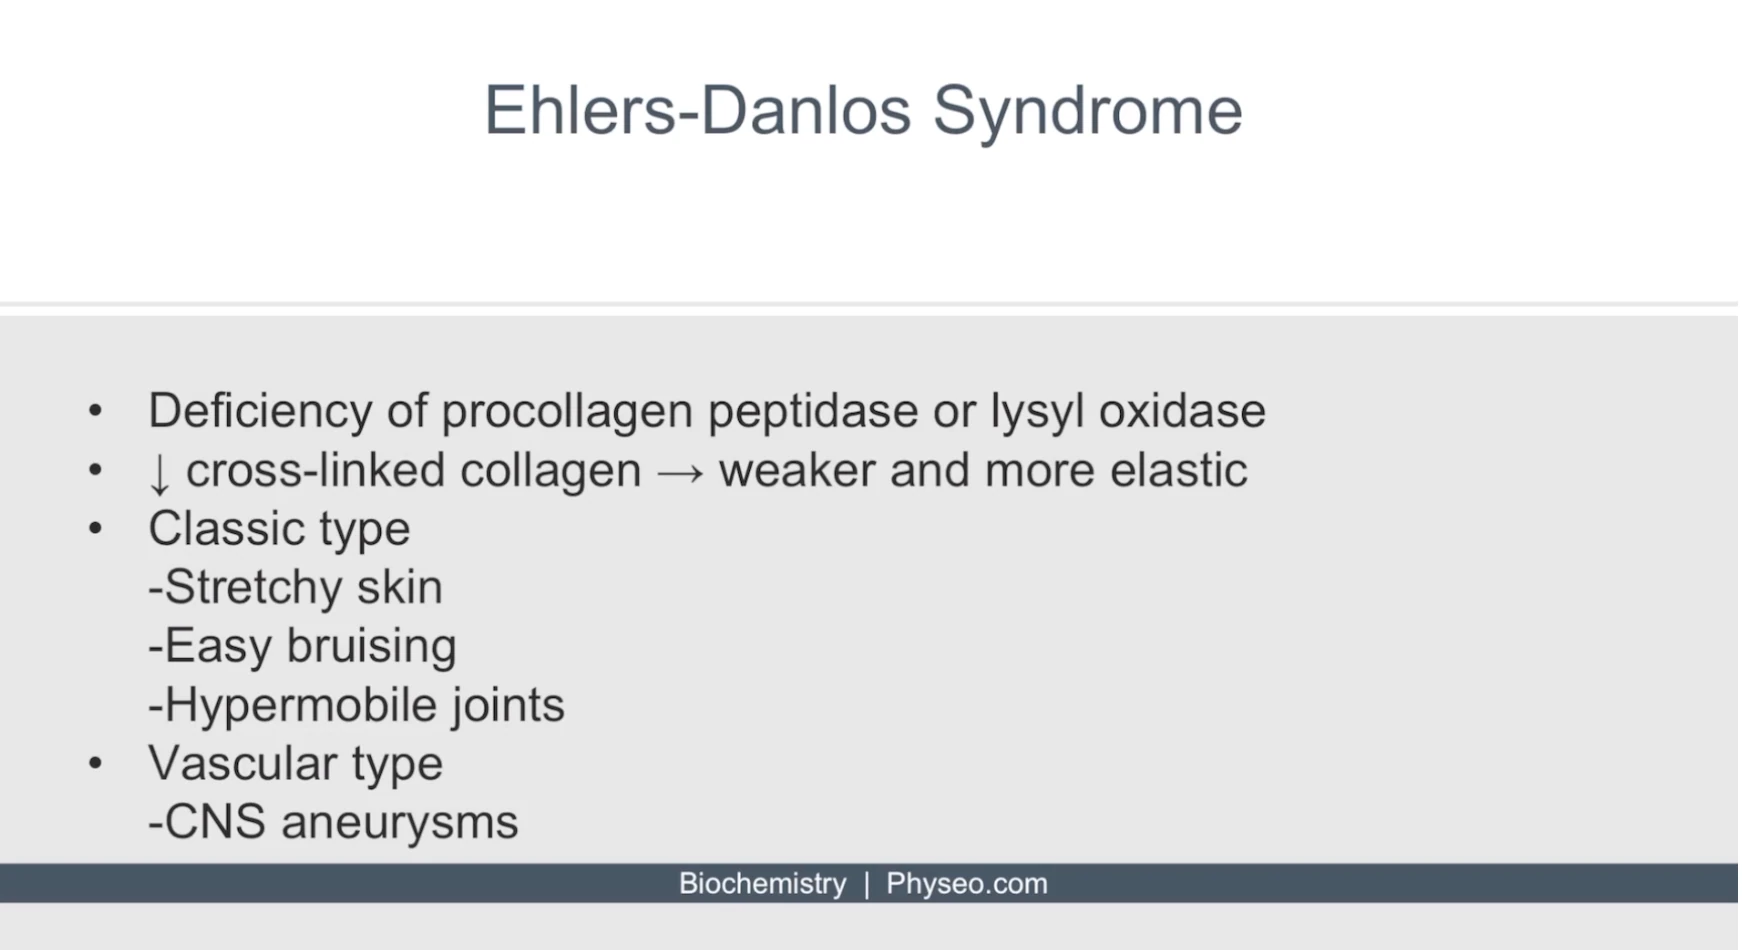 Ehlers-Danlos Syndrome
• Deficiency of procollagen peptidase or lysyl oxidase
• ↓ cross-linked collagen → weaker and more elastic
• Classic type
-Stretchy skin
-Easy bruising
-Hypermobile joints
• Vascular type
-CNS aneurysms
Biochemistry | Physeo.com